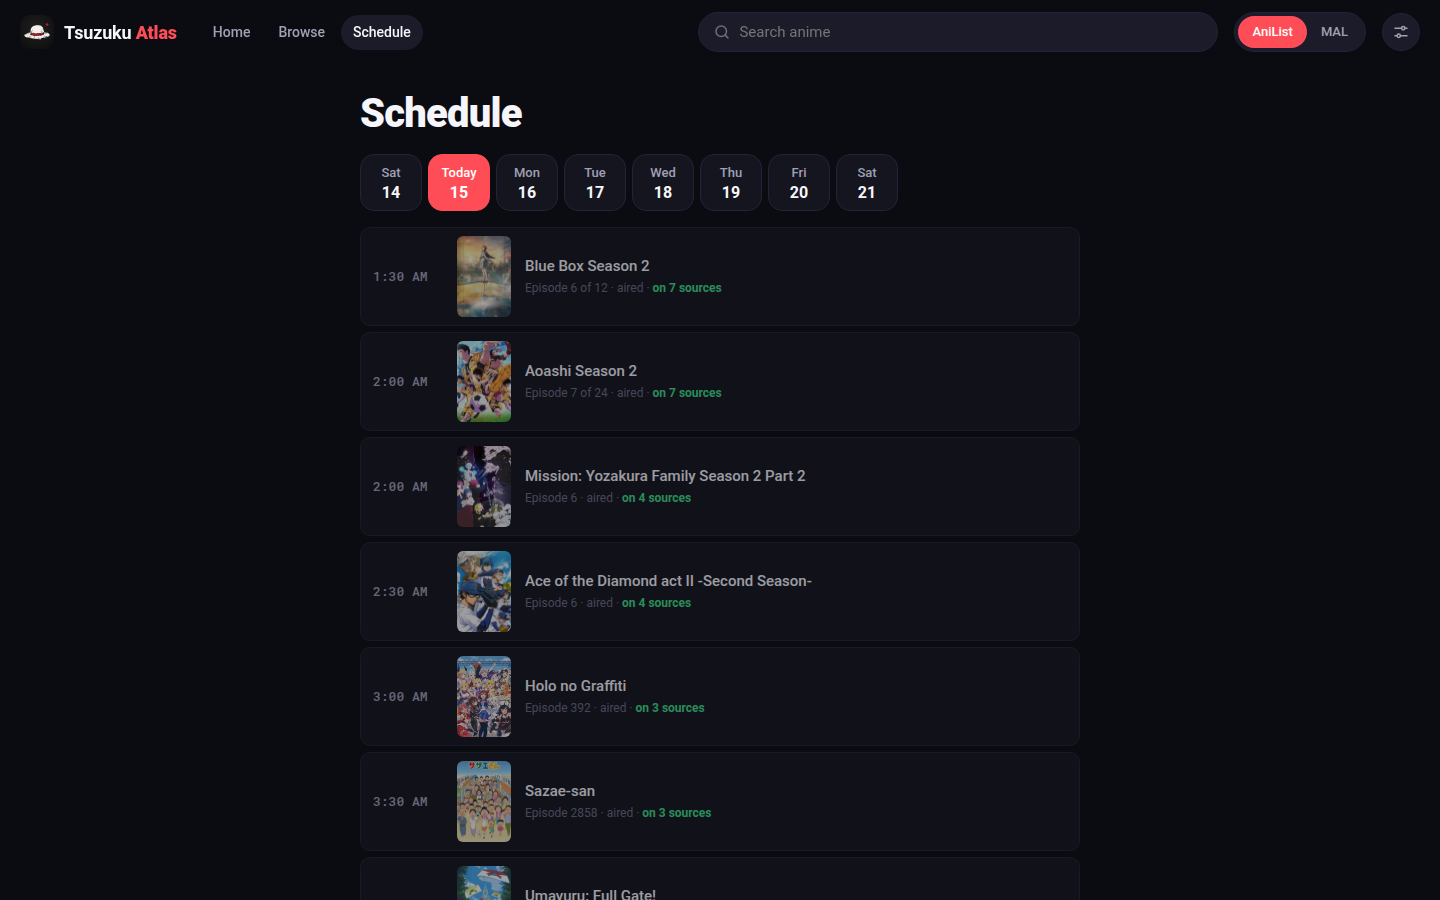 Tsuzuku Atlas
Home
Browse
Schedule
Search anime
AniList
MAL
Schedule
Sat
14
Today
15
Mon
16
Tue
17
Wed
18
Thu
19
Fri
20
Sat
21
1:30 AM
Blue Box Season 2
Episode 6 of 12 · aired · on 7 sources
2:00 AM
Aoashi Season 2
Episode 7 of 24 · aired · on 7 sources
2:00 AM
Mission: Yozakura Family Season 2 Part 2
Episode 6 · aired · on 4 sources
2:30 AM
Ace of the Diamond act II -Second Season-
Episode 6 · aired · on 4 sources
3:00 AM
Holo no Graffiti
Episode 392 · aired · on 3 sources
3:30 AM
Sazae-san
Episode 2858 · aired · on 3 sources
Umayuru: Full Gate!